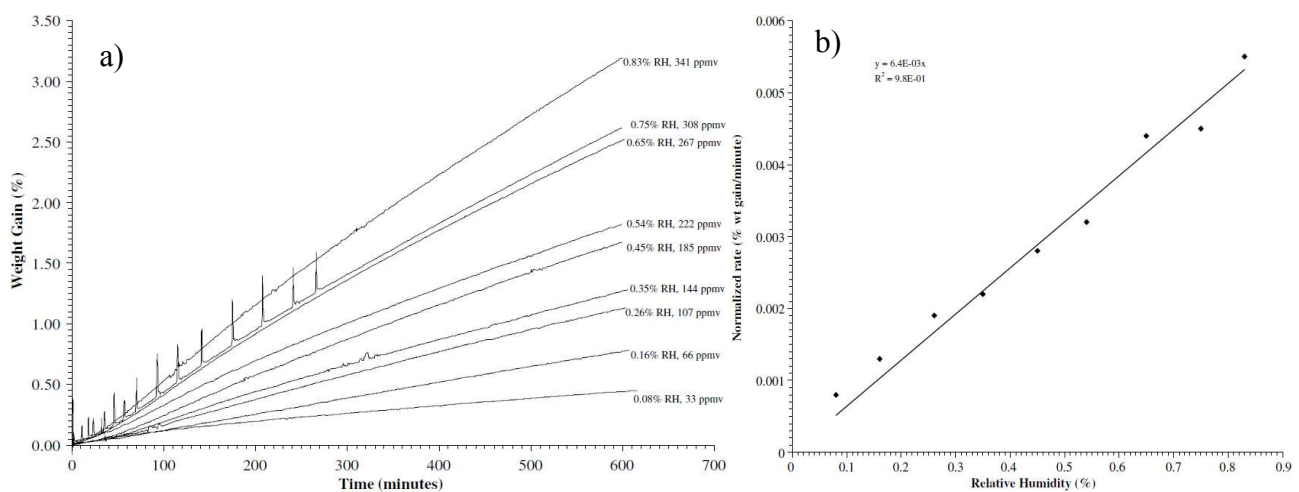 a)
3.50
3.00
2.50
2.00
1.50
1.00
0.50
0.00
Weight Gain (%)
0.83% RH, 341 ppmv
0.75% RH, 308 ppmv
0.65% RH, 267 ppmv
0.54% RH, 222 ppmv
0.45% RH, 185 ppmv
0.35% RH, 144 ppmv
0.26% RH, 107 ppmv
0.16% RH, 66 ppmv
0.08% RH, 33 ppmv
0 100 200 300 400 500 600 700
Time (minutes)
b)
0.006
0.005
0.004
0.003
0.002
0.001
0
Normalized rate (% wt gain/minute)
y = 6.4E-03x
R² = 9.8E-01
0 0.1 0.2 0.3 0.4 0.5 0.6 0.7 0.8 0.9
Relative Humidity (%)